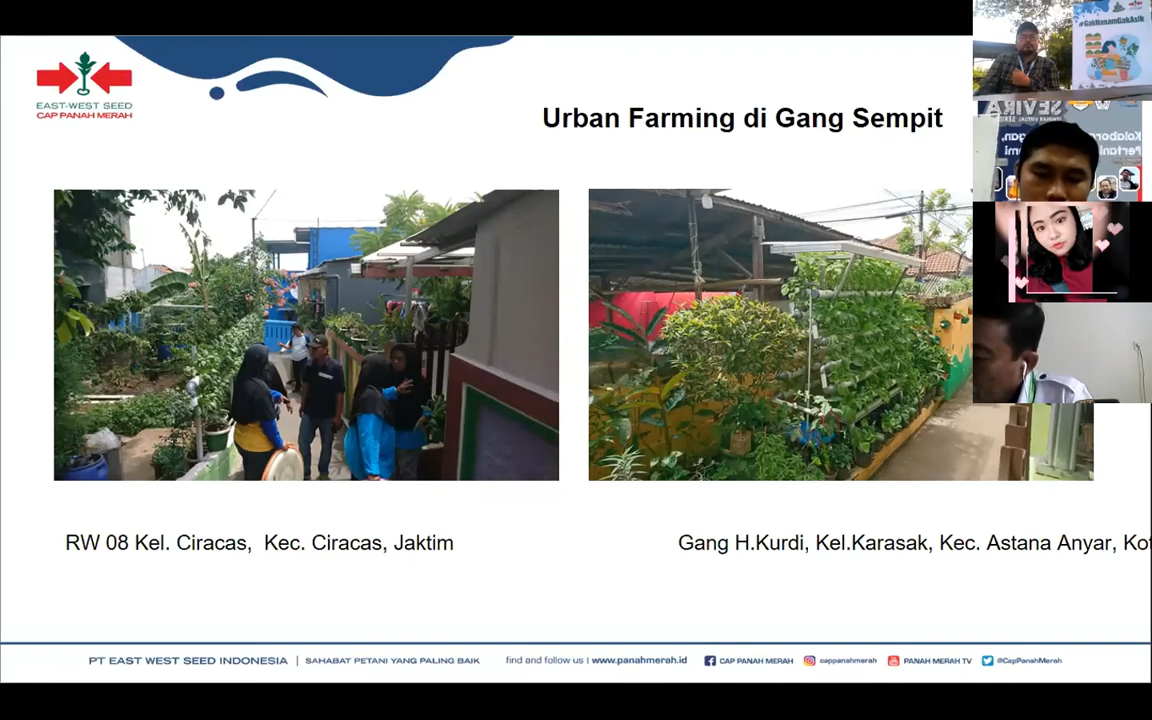 EAST-WEST SEED
CAP PANAH MERAH
Urban Farming di Gang Sempit
RW 08 Kel. Ciracas, Kec. Ciracas, Jaktim
Gang H.Kurdi, Kel.Karasak, Kec. Astana Anyar, Kot
PT EAST WEST SEED INDONESIA | SAHABAT PETANI YANG PALING BAIK
find and follow us | www.panahmerah.id
CAP PANAH MERAH
cappanahmerah
PANAH MERAH TV
@CapPanahMerah
#GakNanamGakAsik
SEVIRA